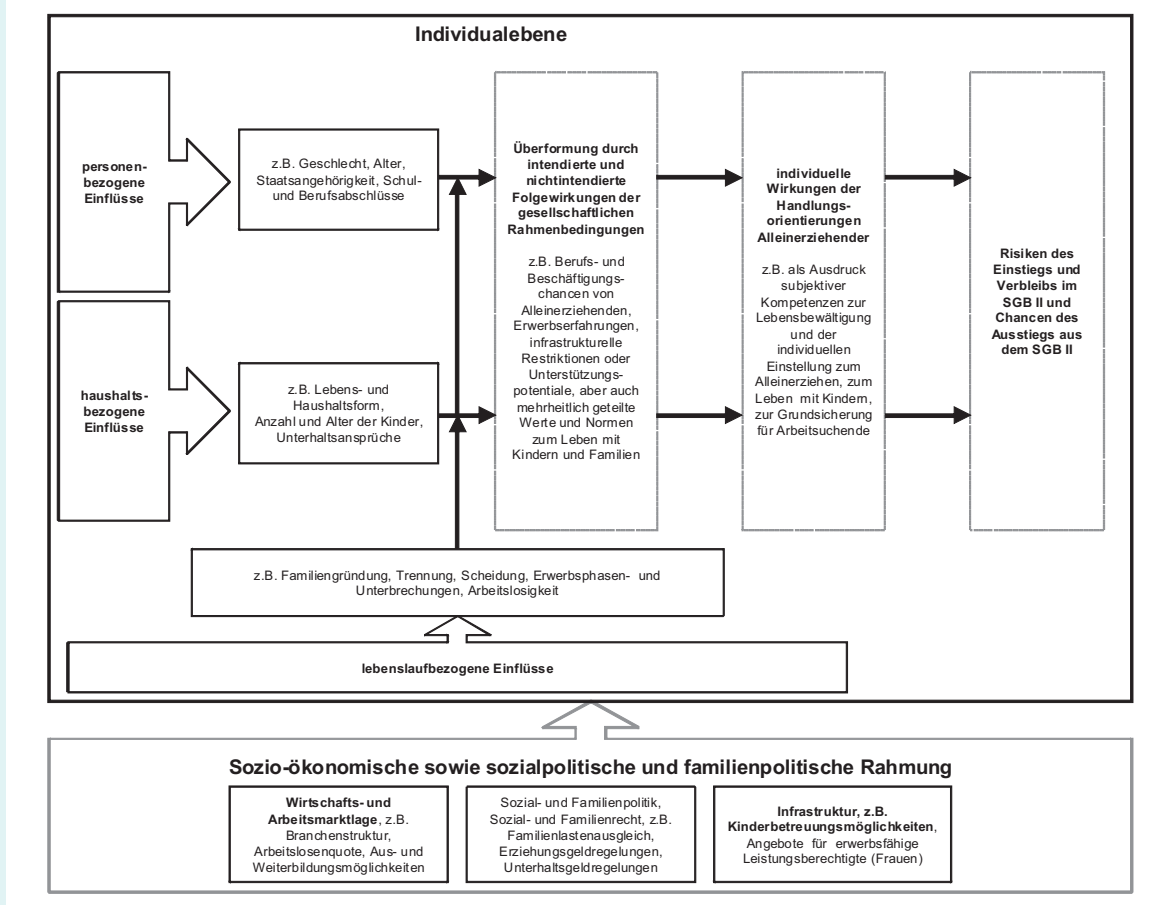 Individualebene
personen-
bezogene
Einflüsse
z.B. Geschlecht, Alter,
Staatsangehörigkeit, Schul-
und Berufsabschlüsse
Überformung durch
intendierte und
nichtintendierte
Folgewirkungen der
gesellschaftlichen
Rahmenbedingungen
z.B. Berufs- und
Beschäftigungs-
chancen von
Alleinerziehenden,
Erwerbserfahrungen,
infrastrukturelle
Restriktionen oder
Unterstützungs-
potentiale, aber auch
mehrheitlich geteilte
Werte und Normen
zum Leben mit
Kindern und Familien
individuelle
Wirkungen der
Handlungs-
orientierungen
Alleinerziehender
z.B. als Ausdruck
subjektiver
Kompetenzen zur
Lebensbewältigung
und der
individuellen
Einstellung zum
Alleinerziehen, zum
Leben mit Kindern,
zur Grundsicherung
für Arbeitsuchende
Risiken des
Einstiegs und
Verbleibs im
SGB II und
Chancen des
Ausstiegs aus
dem SGB II
haushalts-
bezogene
Einflüsse
z.B. Lebens- und
Haushaltsform,
Anzahl und Alter der Kinder,
Unterhaltsansprüche
z.B. Familiengründung, Trennung, Scheidung, Erwerbsphasen- und
Unterbrechungen, Arbeitslosigkeit
lebenslaufbezogene Einflüsse
Sozio-ökonomische sowie sozialpolitische und familienpolitische Rahmung
Wirtschafts- und
Arbeitsmarktlage, z.B.
Branchenstruktur,
Arbeitslosenquote, Aus- und
Weiterbildungsmöglichkeiten
Sozial- und Familienpolitik,
Sozial- und Familienrecht, z.B.
Familienlastenausgleich,
Erziehungsgeldregelungen,
Unterhaltsgeldregelungen
Infrastruktur, z.B.
Kinderbetreuungsmöglichkeiten,
Angebote für erwerbsfähige
Leistungsberechtigte (Frauen)